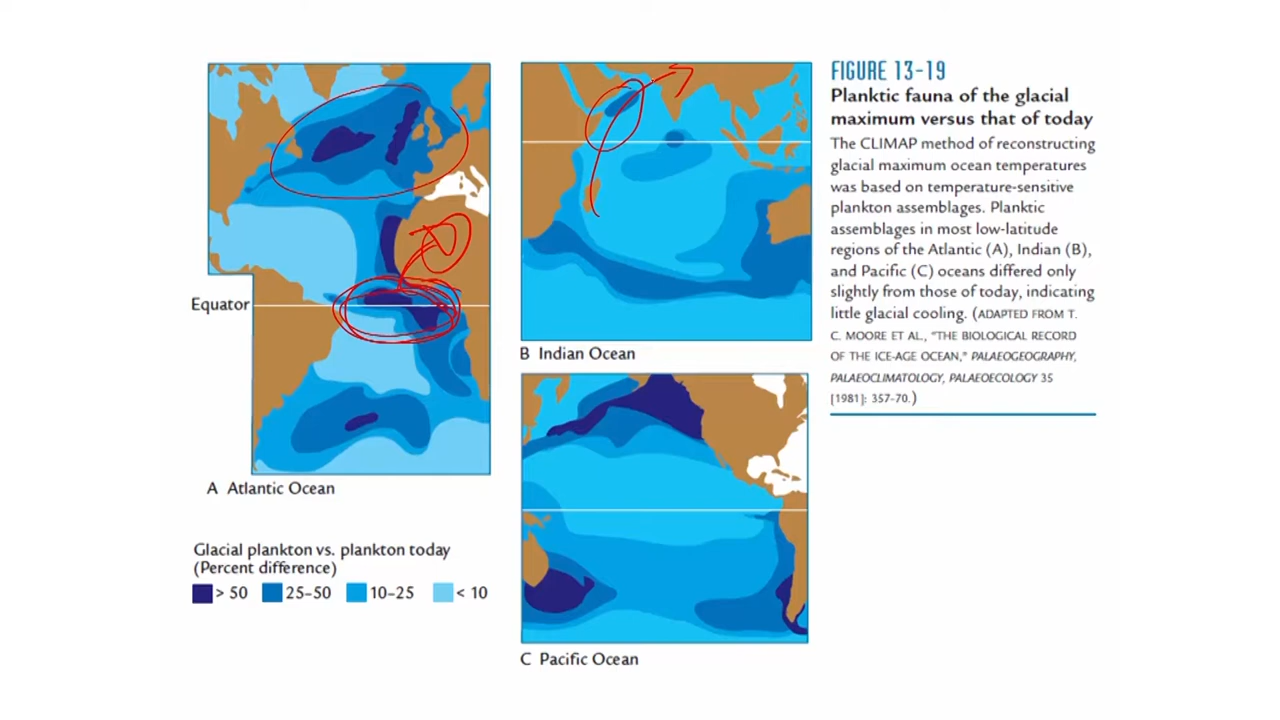 FIGURE 13-19
Planktic fauna of the glacial
maximum versus that of today
The CLIMAP method of reconstructing
glacial maximum ocean temperatures
was based on temperature-sensitive
plankton assemblages. Planktic
assemblages in most low-latitude
regions of the Atlantic (A), Indian (B),
and Pacific (C) oceans differed only
slightly from those of today, indicating
little glacial cooling. (ADAPTED FROM T.
C. MOORE ET AL., "THE BIOLOGICAL RECORD
OF THE ICE-AGE OCEAN," PALAEOGEOGRAPHY,
PALAEOCLIMATOLOGY, PALAEOECOLOGY 35
[1981]: 357-70.)
Equator
B Indian Ocean
A Atlantic Ocean
Glacial plankton vs. plankton today
(Percent difference)
> 50 25–50 10–25 < 10
C Pacific Ocean